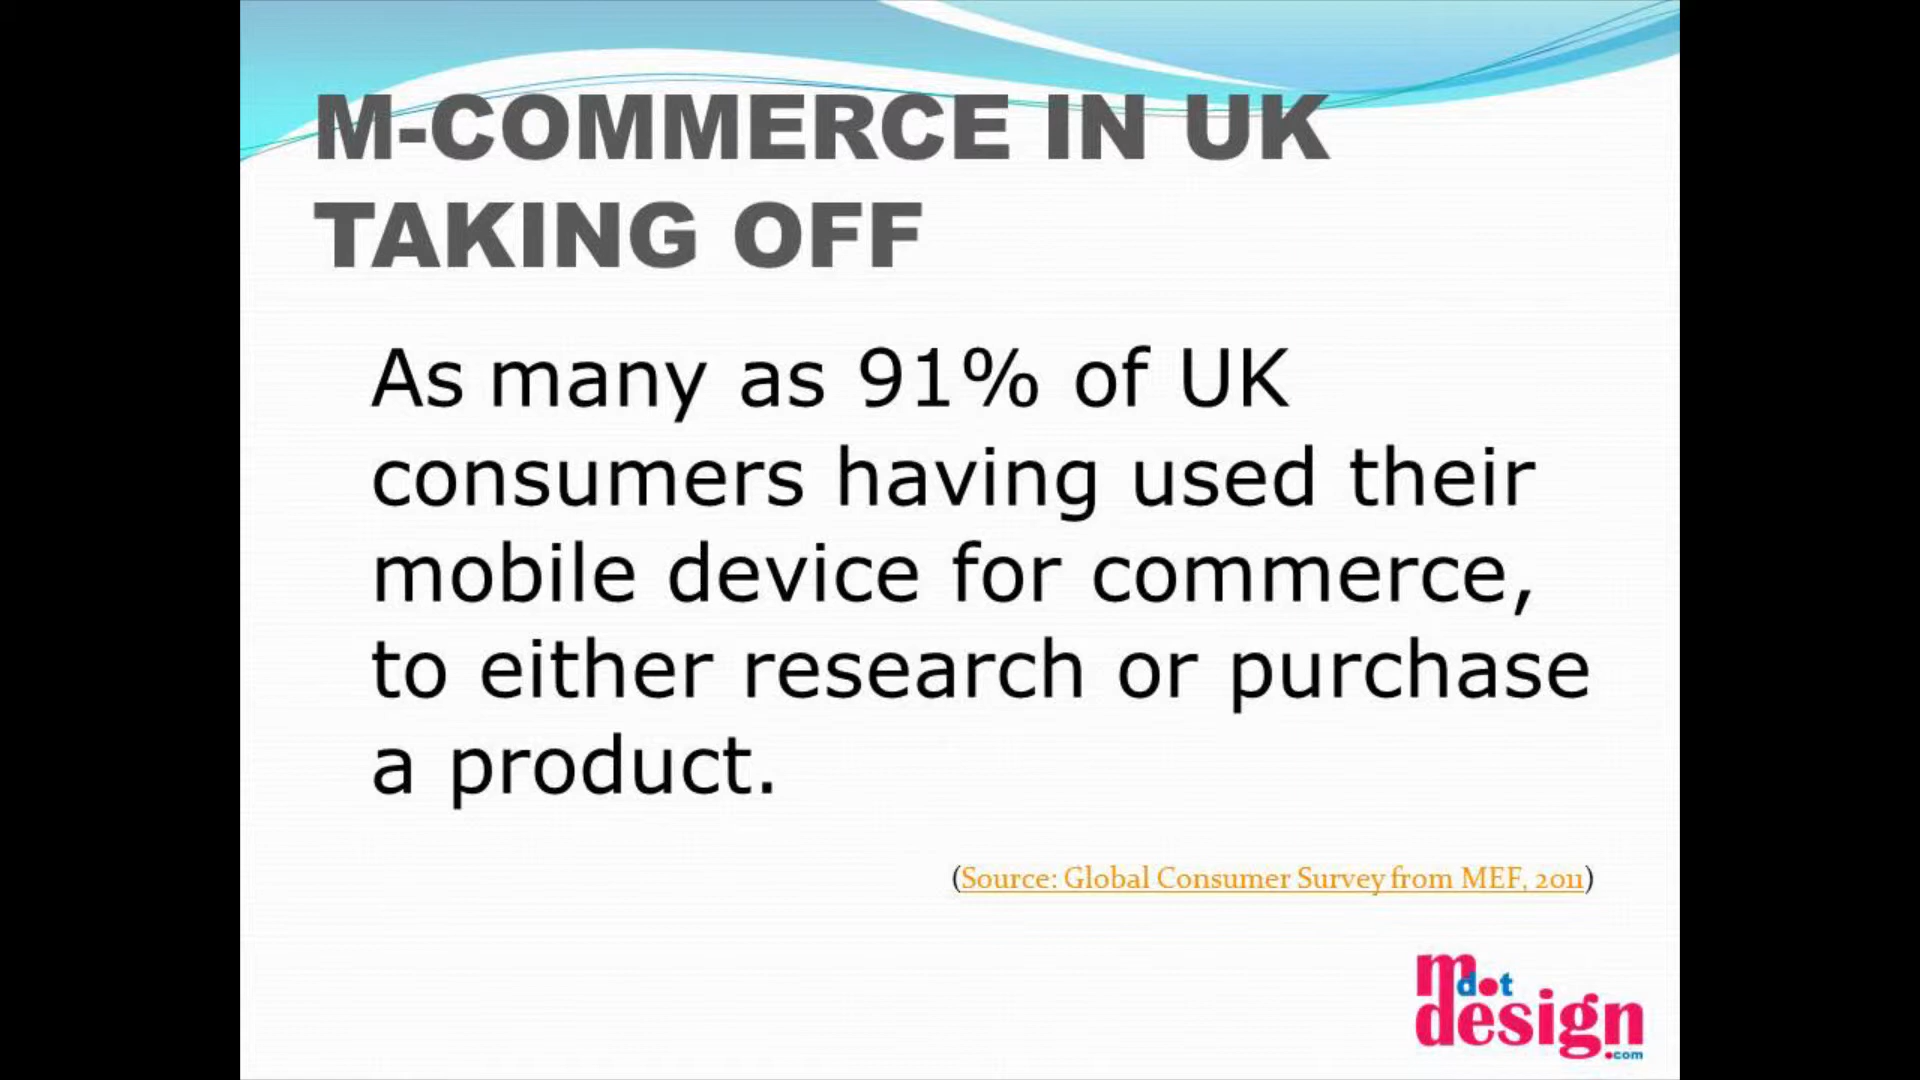 M-COMMERCE IN UK
TAKING OFF
As many as 91% of UK
consumers having used their
mobile device for commerce,
to either research or purchase
a product.
(Source: Global Consumer Survey from MEF, 2011)
mdot
design
.com